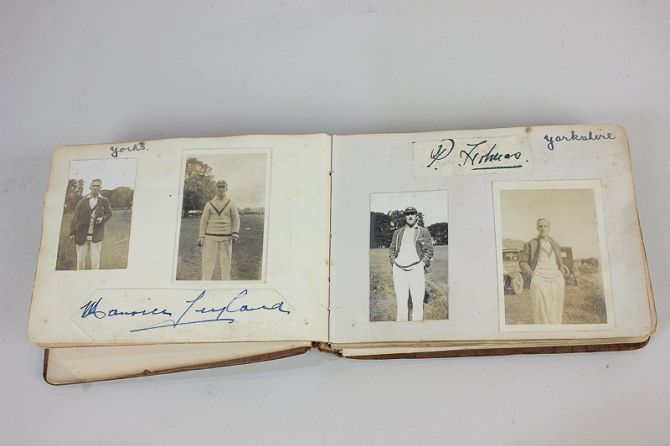 Yorks.
Maurice Leyland
P. Holmes.
Yorkshire